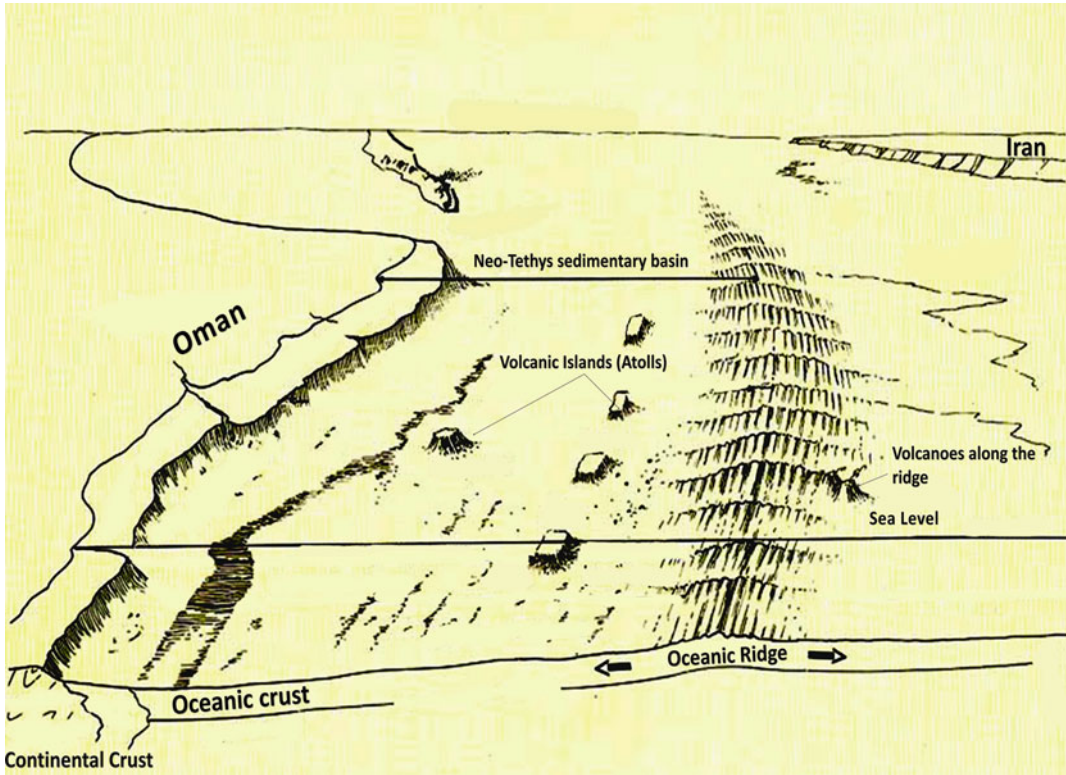 Iran
Neo-Tethys sedimentary basin
Oman
Volcanic Islands (Atolls)
Volcanoes along the
ridge
Sea Level
Oceanic Ridge
Oceanic crust
Continental Crust